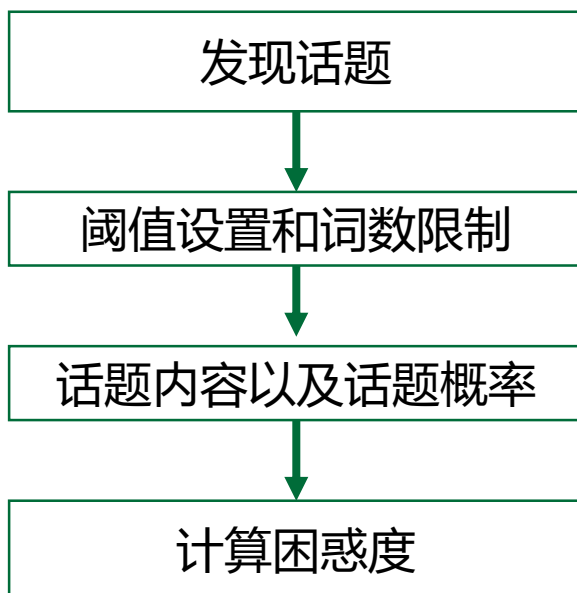 发现话题
阈值设置和词数限制
话题内容以及话题概率
计算困惑度